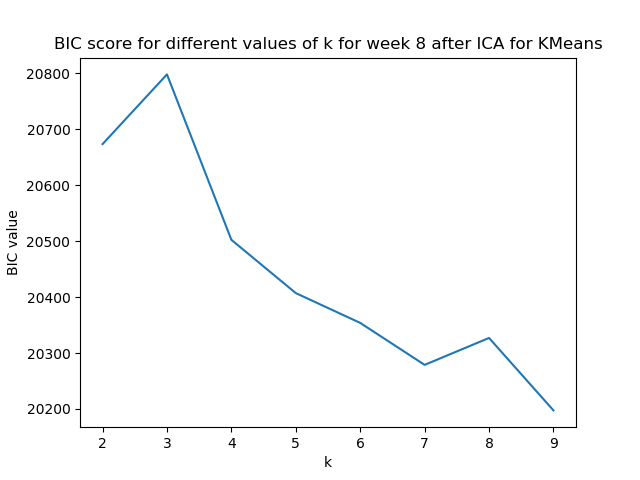 BIC score for different values of k for week 8 after ICA for KMeans
20800
20700
20600
20500
20400
20300
20200
BIC value
2 3 4 5 6 7 8 9
k